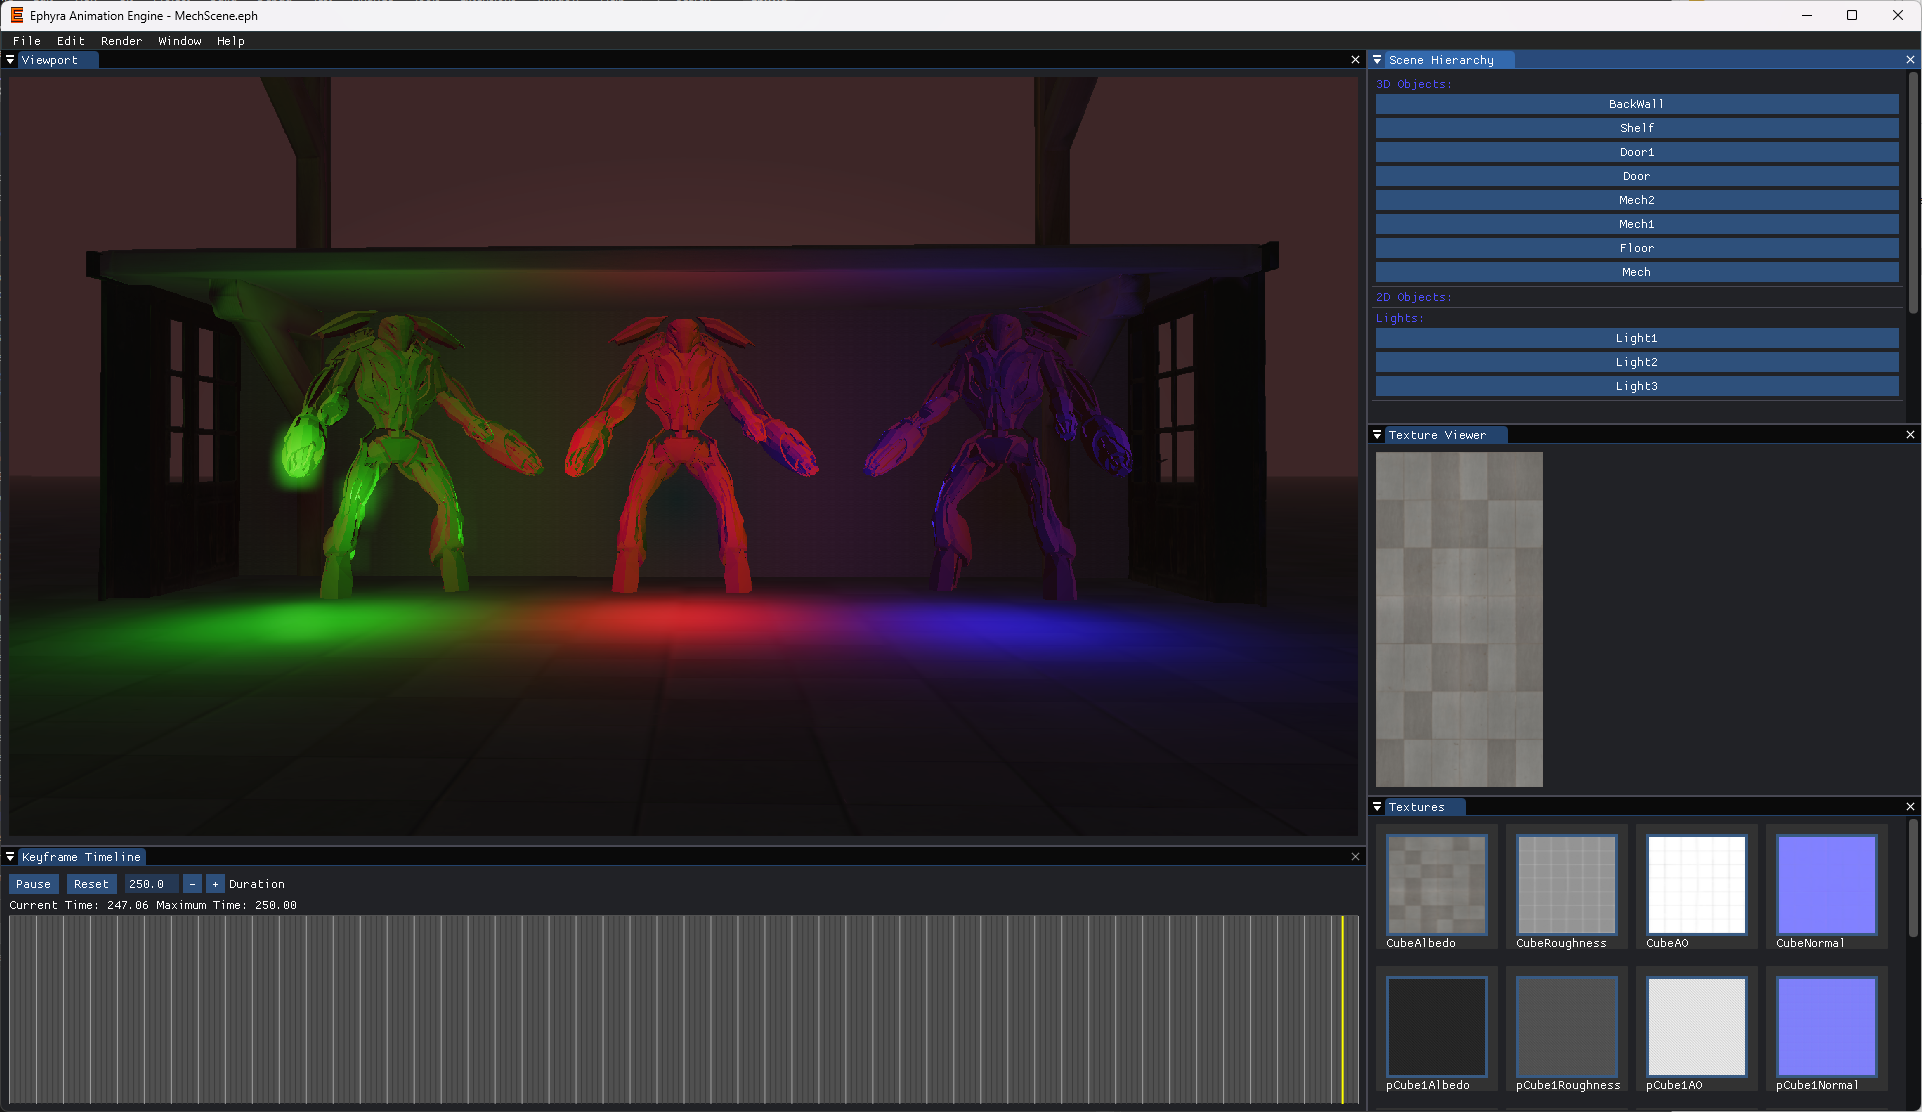 Ephyra Animation Engine - MechScene.eph
File Edit Render Window Help
Viewport
Scene Hierarchy
3D Objects:
BackWall
Shelf
Door1
Door
Mech2
Mech1
Floor
Mech
2D Objects:
Lights:
Light1
Light2
Light3
Texture Viewer
Textures
CubeAlbedo CubeRoughness CubeAO CubeNormal
pCube1Albedo pCube1Roughness pCube1AO pCube1Normal
Keyframe Timeline
Pause Reset 250.0 - + Duration
Current Time: 247.06 Maximum Time: 250.00